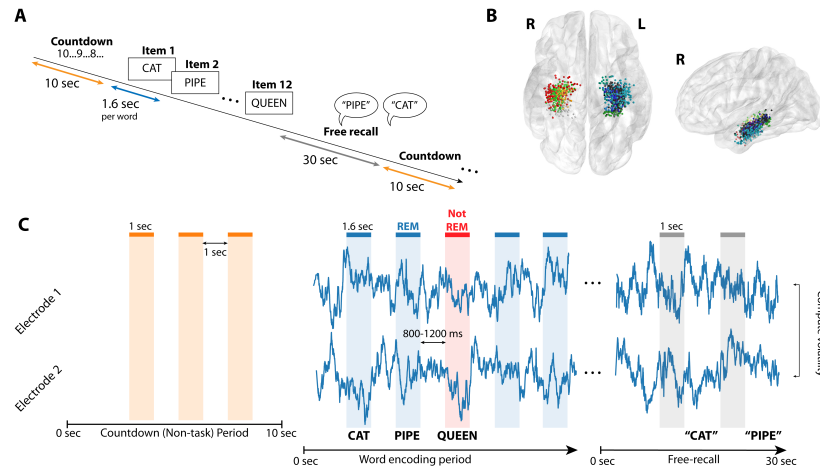 A
Countdown
10...9...8...
10 sec
1.6 sec
per word
Item 1
CAT
Item 2
PIPE
Item 12
QUEEN
"PIPE"
"CAT"
Free recall
30 sec
Countdown
10 sec
B
R
L
R
C
1 sec
1 sec
1.6 sec
REM
Not
REM
1 sec
Electrode 1
Electrode 2
800-1200 ms
CAT
PIPE
QUEEN
"CAT"
"PIPE"
0 sec
Countdown (Non-task) Period
10 sec
0 sec
Word encoding period
0 sec
Free-recall
30 sec